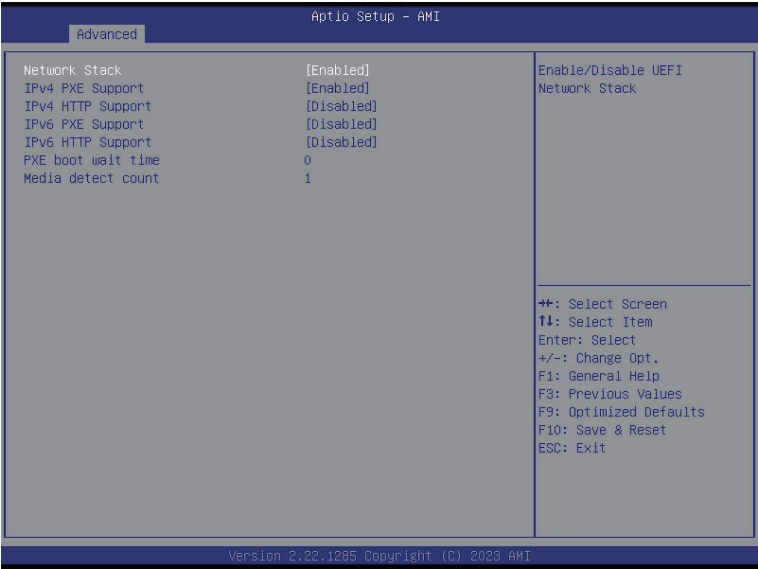 Aptio Setup – AMI
Advanced
Network Stack [Enabled]
IPv4 PXE Support [Enabled]
IPv4 HTTP Support [Disabled]
IPv6 PXE Support [Disabled]
IPv6 HTTP Support [Disabled]
PXE boot wait time 0
Media detect count 1
Enable/Disable UEFI
Network Stack
→←: Select Screen
↑↓: Select Item
Enter: Select
+/-: Change Opt.
F1: General Help
F3: Previous Values
F9: Optimized Defaults
F10: Save & Reset
ESC: Exit
Version 2.22.1285 Copyright (C) 2023 AMI